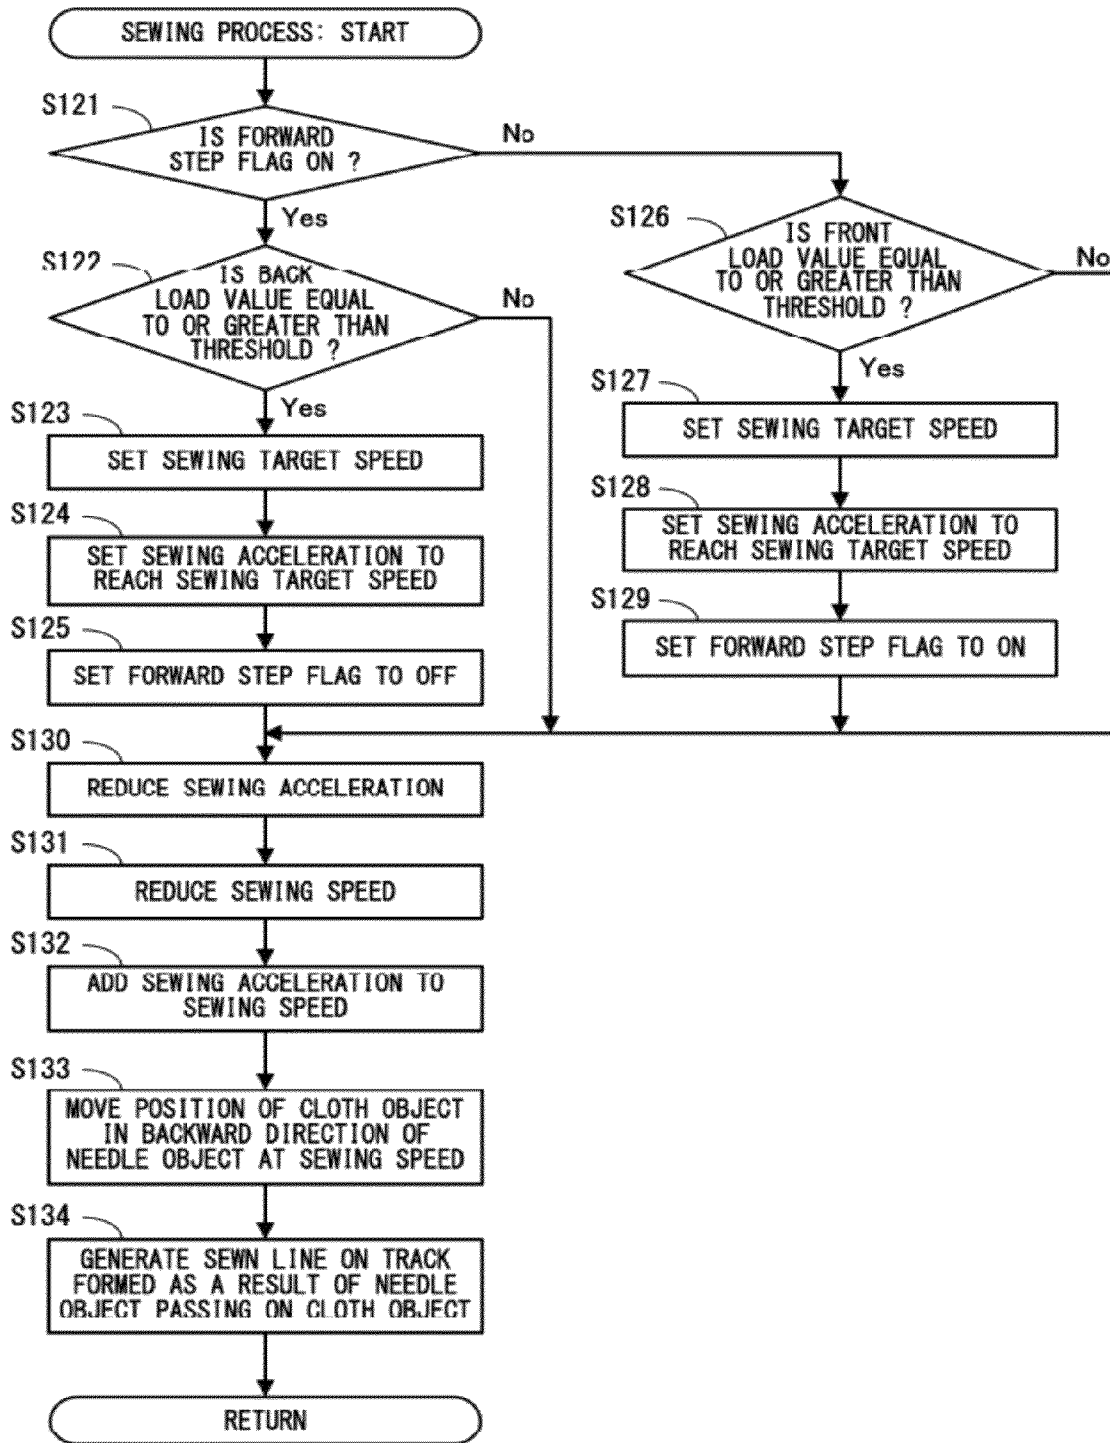 SEWING PROCESS: START
S121
IS FORWARD
STEP FLAG ON ?
No
Yes
S122
IS BACK
LOAD VALUE EQUAL
TO OR GREATER THAN
THRESHOLD ?
No
Yes
S123
SET SEWING TARGET SPEED
S124
SET SEWING ACCELERATION TO
REACH SEWING TARGET SPEED
S125
SET FORWARD STEP FLAG TO OFF
S126
IS FRONT
LOAD VALUE EQUAL
TO OR GREATER THAN
THRESHOLD ?
No
Yes
S127
SET SEWING TARGET SPEED
S128
SET SEWING ACCELERATION TO
REACH SEWING TARGET SPEED
S129
SET FORWARD STEP FLAG TO ON
S130
REDUCE SEWING ACCELERATION
S131
REDUCE SEWING SPEED
S132
ADD SEWING ACCELERATION TO
SEWING SPEED
S133
MOVE POSITION OF CLOTH OBJECT
IN BACKWARD DIRECTION OF
NEEDLE OBJECT AT SEWING SPEED
S134
GENERATE SEWN LINE ON TRACK
FORMED AS A RESULT OF NEEDLE
OBJECT PASSING ON CLOTH OBJECT
RETURN